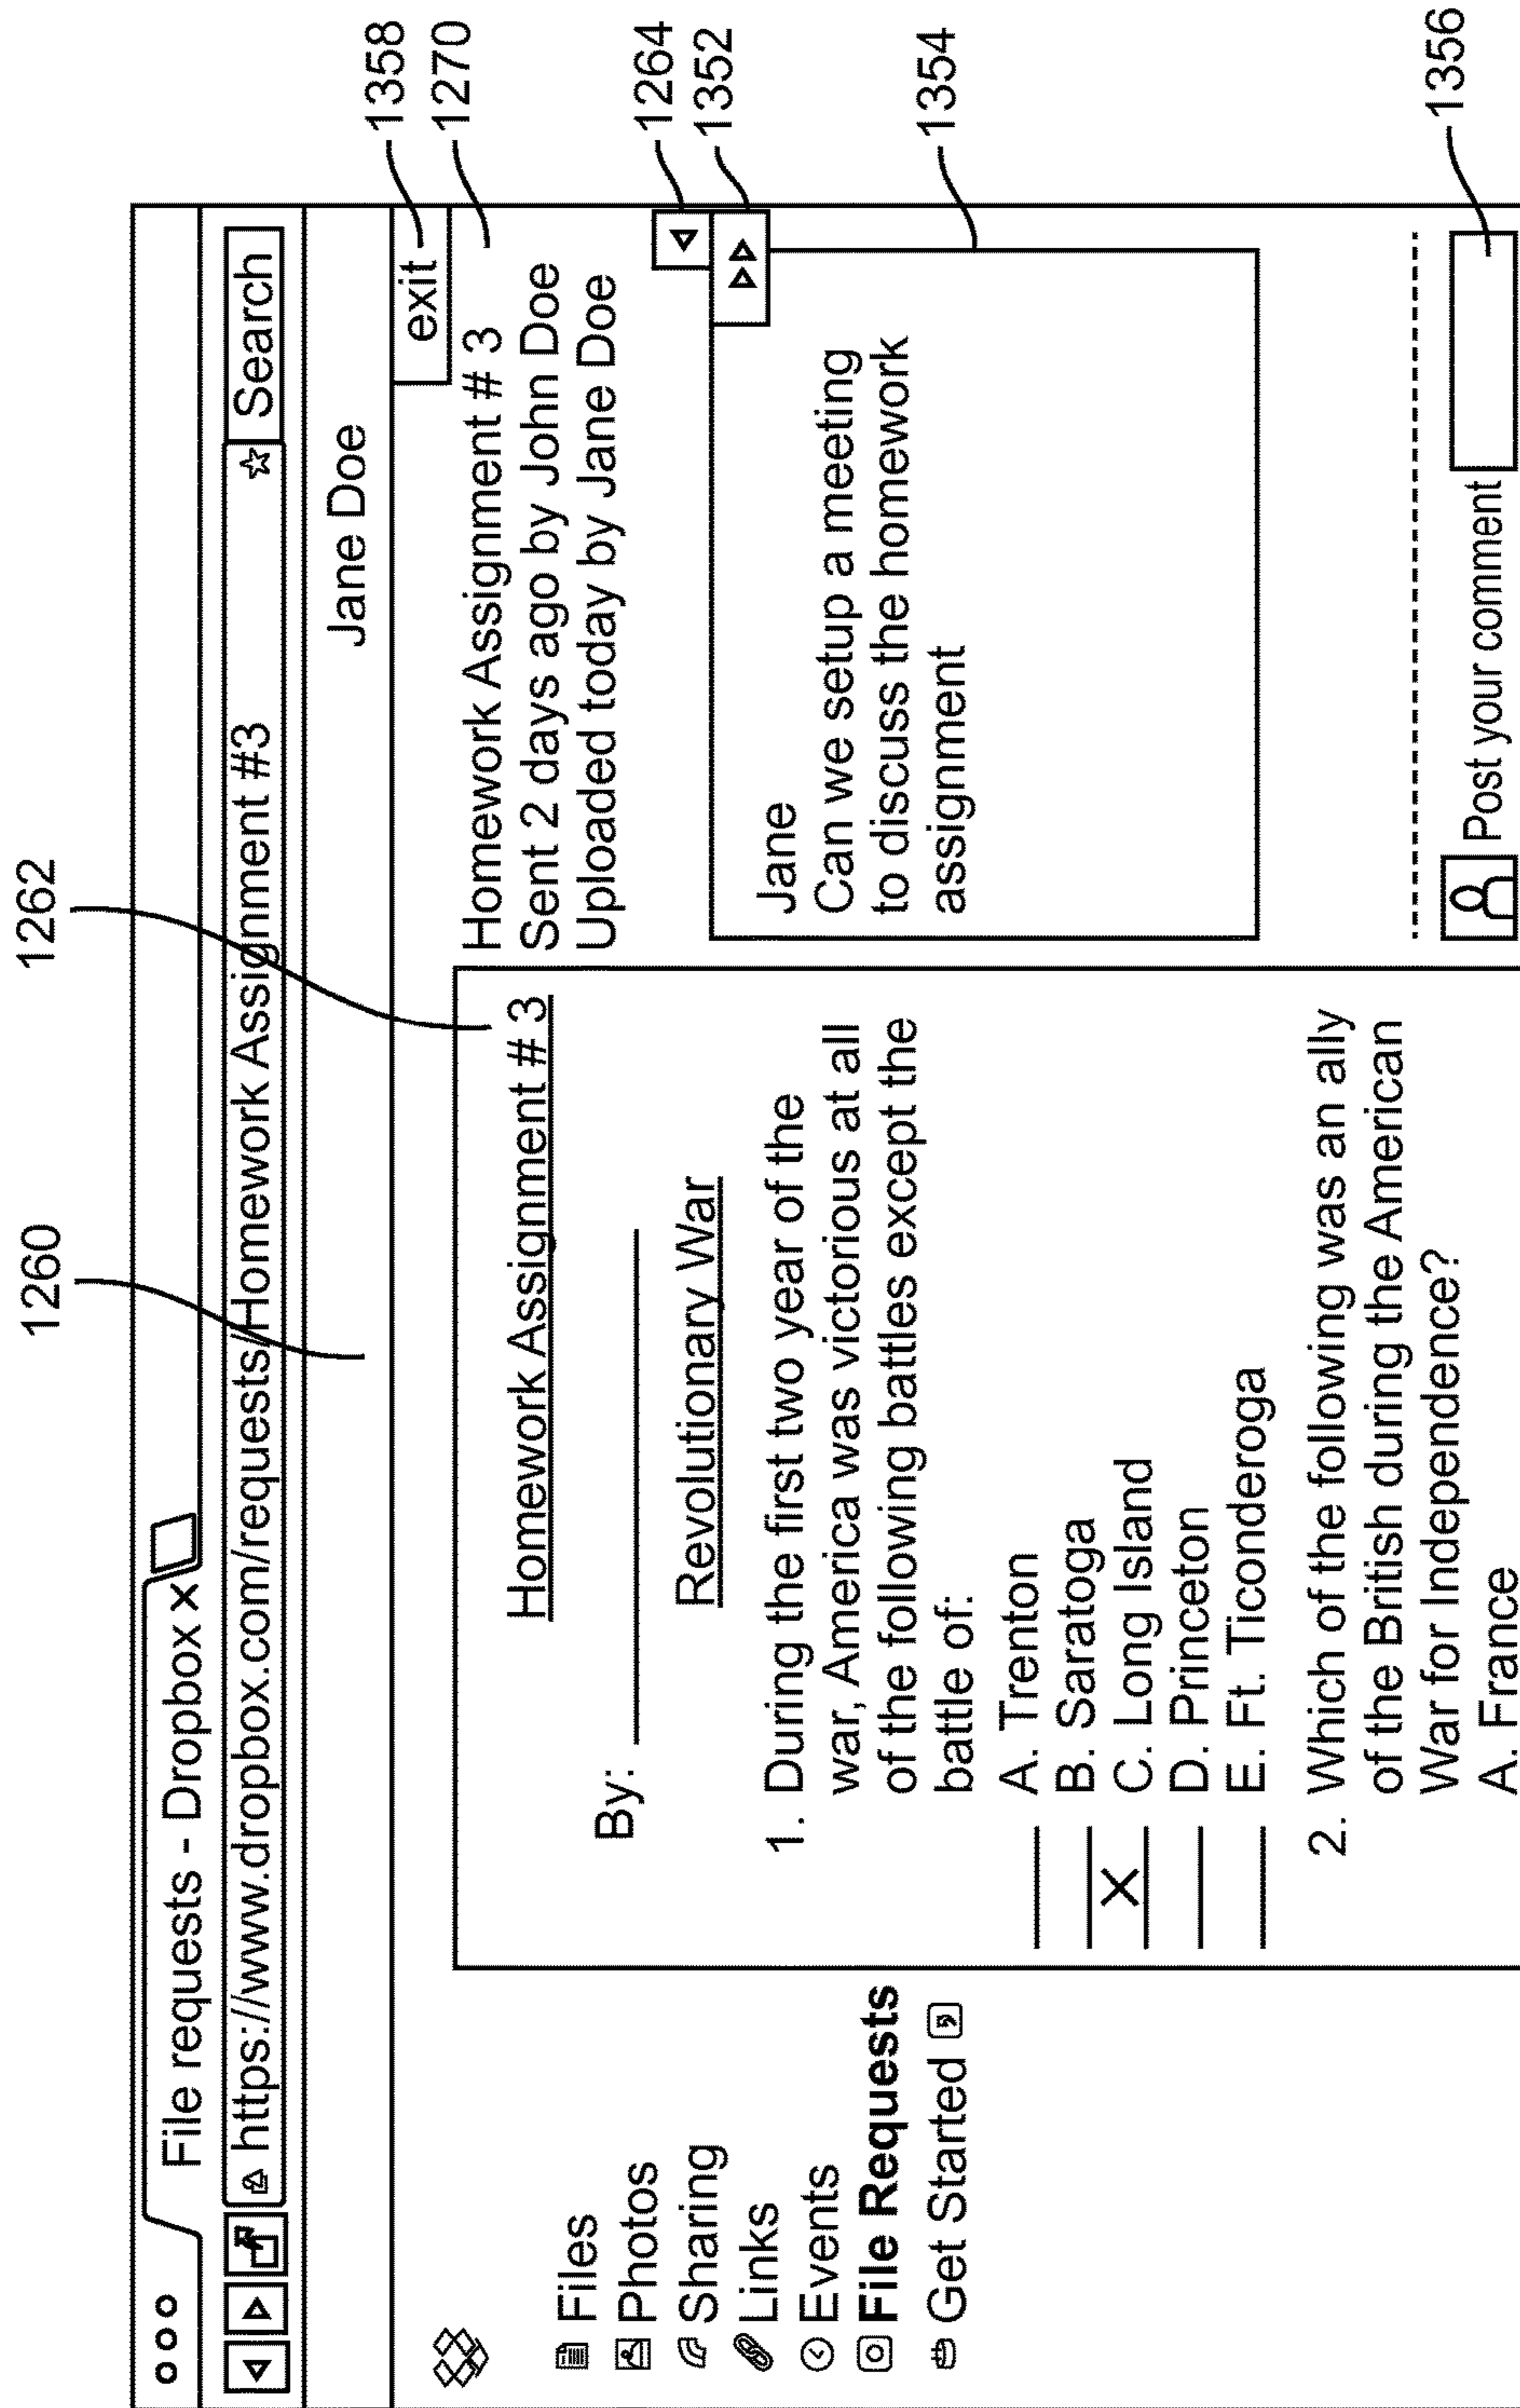 1260
1262
File requests - Dropbox X
https://www.dropbox.com/requests/Homework Assignment #3
Search
Jane Doe
exit
1358
1270
Files
Photos
Sharing
Links
Events
File Requests
Get Started
Homework Assignment # 3
By:
Revolutionary War
1. During the first two year of the
war, America was victorious at all
of the following battles except the
battle of:
A. Trenton
B. Saratoga
X C. Long Island
D. Princeton
E. Ft. Ticonderoga
2. Which of the following was an ally
of the British during the American
War for Independence?
A. France
Homework Assignment # 3
Sent 2 days ago by John Doe
Uploaded today by Jane Doe
1264
1352
Jane
Can we setup a meeting
to discuss the homework
assignment
1354
Post your comment
1356